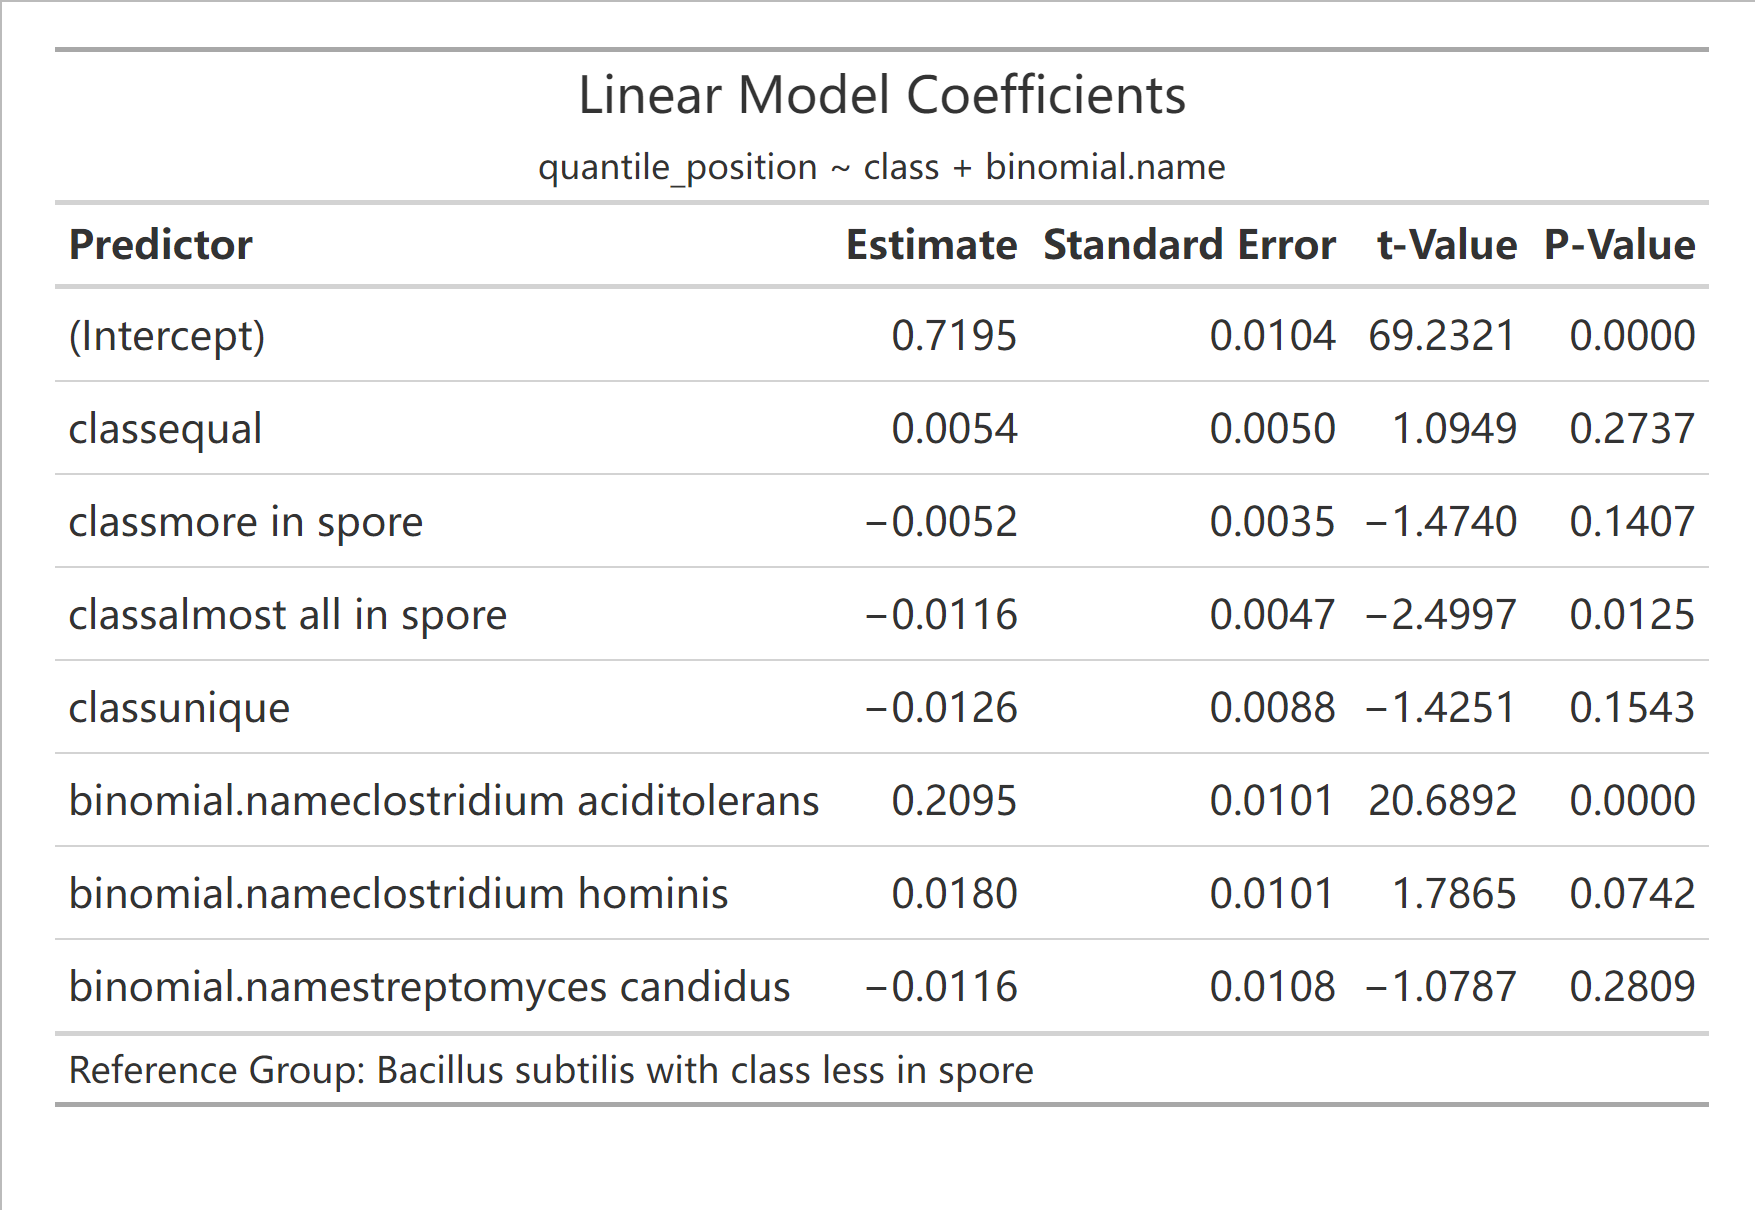 Linear Model Coefficients
quantile_position ~ class + binomial.name
Predictor Estimate Standard Error t-Value P-Value
(Intercept) 0.7195 0.0104 69.2321 0.0000
classequal 0.0054 0.0050 1.0949 0.2737
classmore in spore −0.0052 0.0035 −1.4740 0.1407
classalmost all in spore −0.0116 0.0047 −2.4997 0.0125
classunique −0.0126 0.0088 −1.4251 0.1543
binomial.nameclostridium aciditolerans 0.2095 0.0101 20.6892 0.0000
binomial.nameclostridium hominis 0.0180 0.0101 1.7865 0.0742
binomial.namestreptomyces candidus −0.0116 0.0108 −1.0787 0.2809
Reference Group: Bacillus subtilis with class less in spore